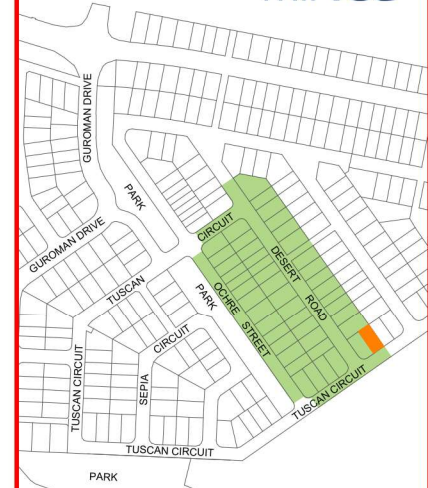 GUROMAN DRIVE
PARK
CIRCUIT
GUROMAN DRIVE
DESERT ROAD
TUSCAN
PARK
OCHRE STREET
CIRCUIT
TUSCAN CIRCUIT
SEPIA
TUSCAN CIRCUIT
TUSCAN CIRCUIT
PARK